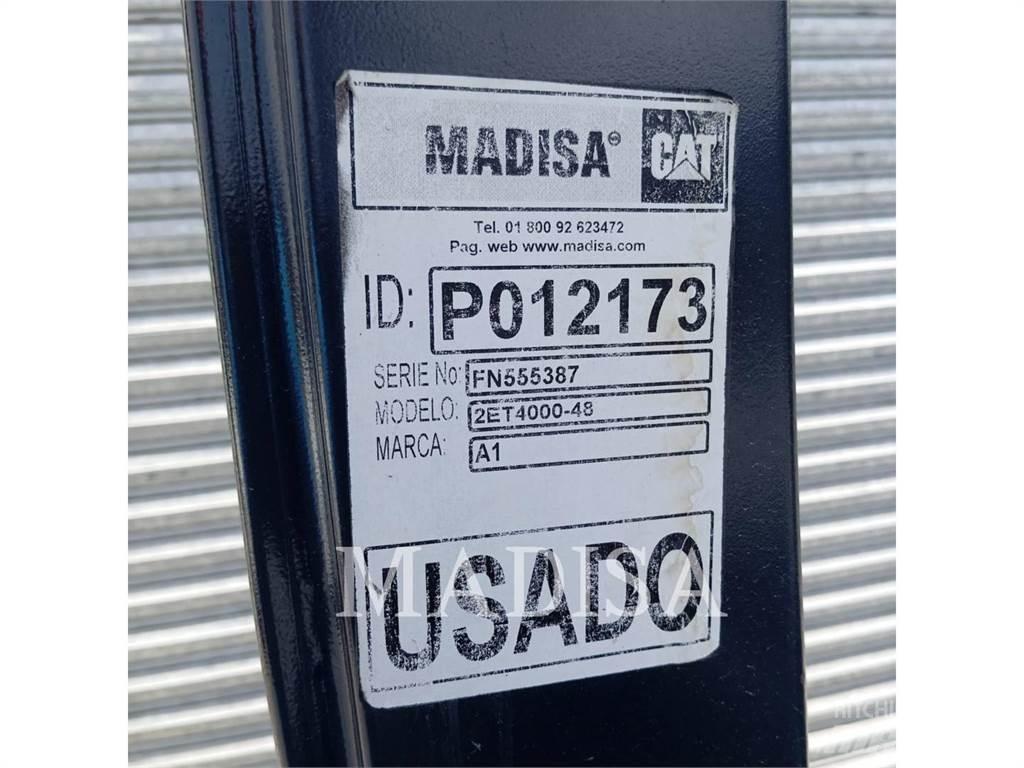 MADISA® CAT
Tel. 01 800 92 623472
Pag. web www.madisa.com
ID: P012173
SERIE No: FN555387
MODELO: 2ET4000-48
MARCA: A1
USADO
MADISA